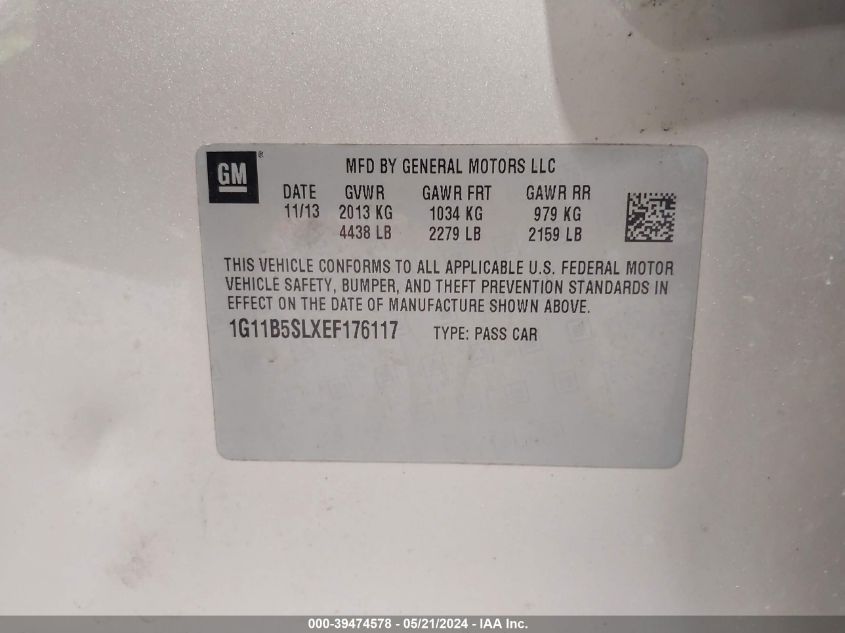 GM®
MFD BY GENERAL MOTORS LLC
DATE GVWR GAWR FRT GAWR RR
11/13 2013 KG 1034 KG 979 KG
4438 LB 2279 LB 2159 LB
THIS VEHICLE CONFORMS TO ALL APPLICABLE U.S. FEDERAL MOTOR
VEHICLE SAFETY, BUMPER, AND THEFT PREVENTION STANDARDS IN
EFFECT ON THE DATE OF MANUFACTURE SHOWN ABOVE.
1G11B5SLXEF176117 TYPE: PASS CAR
000-39474578 - 05/21/2024 - IAA Inc.